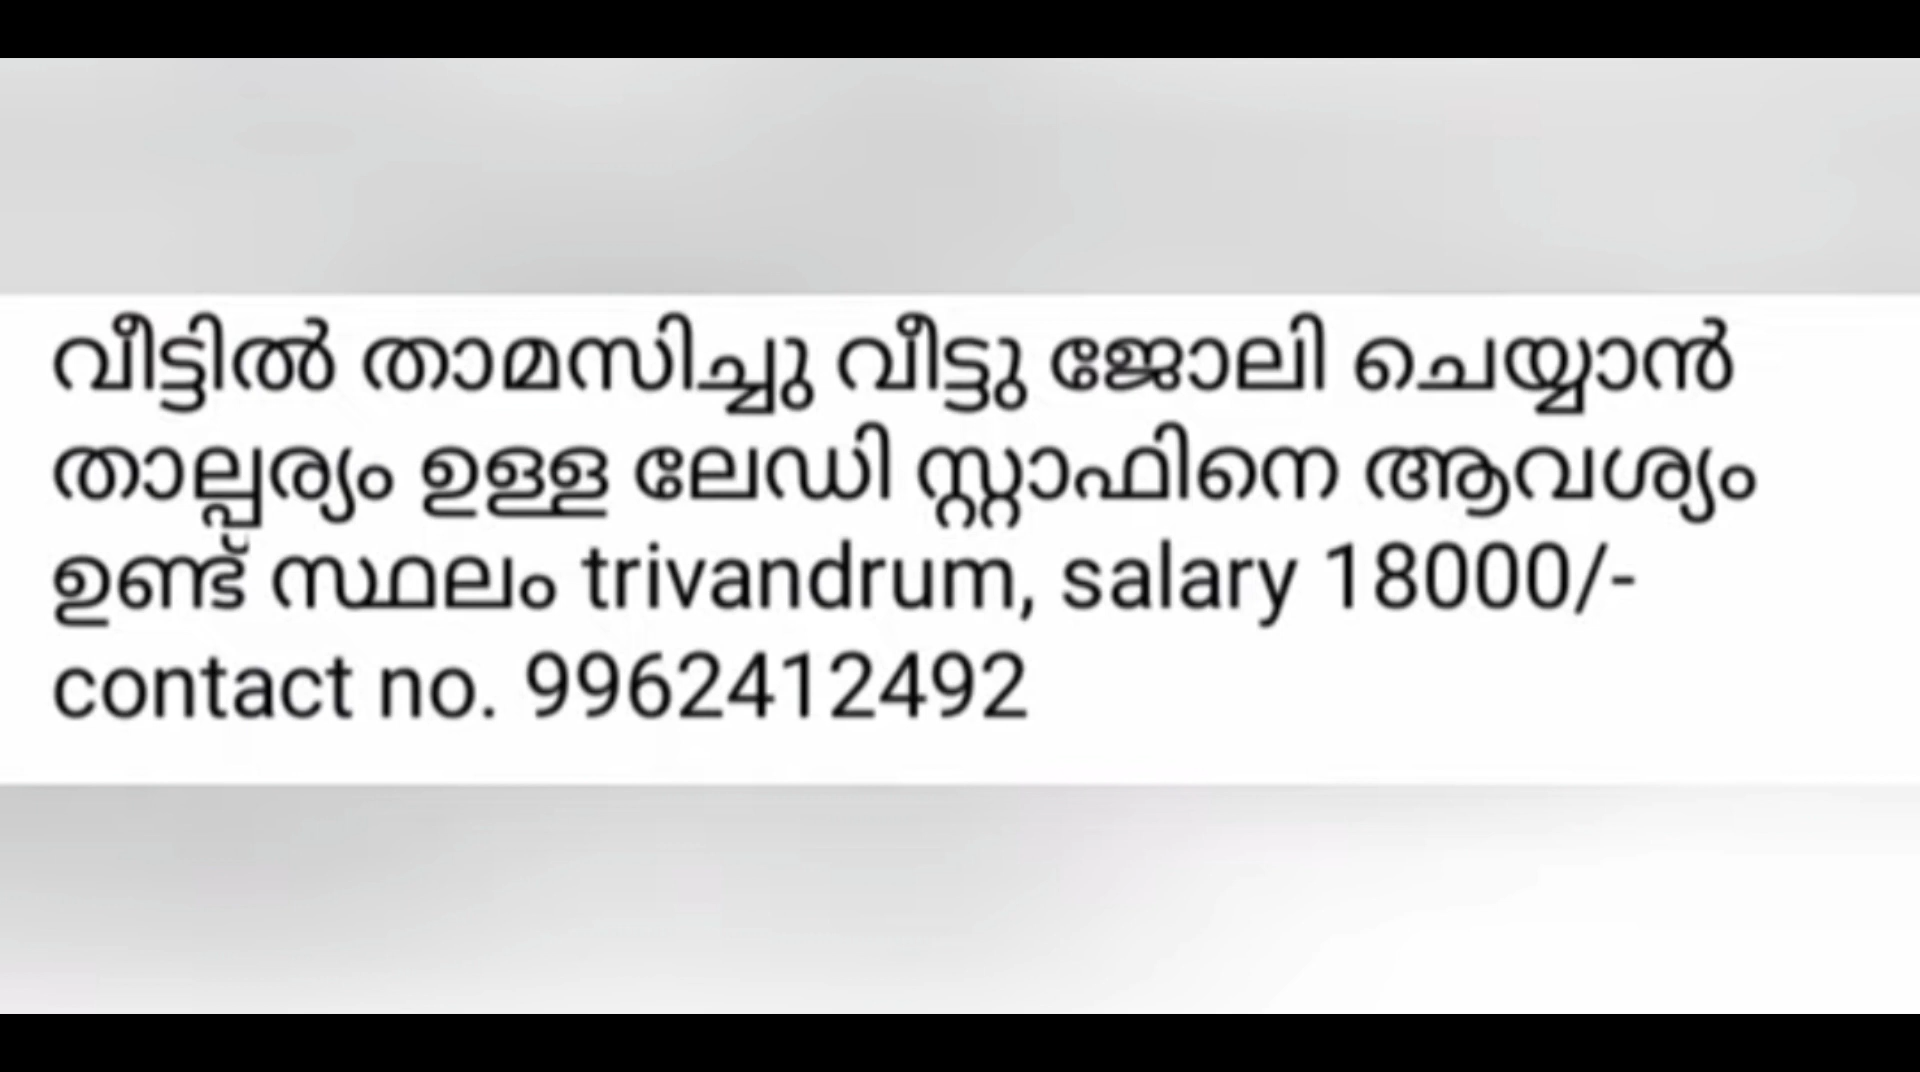 വീട്ടിൽ താമസിച്ചു വീട്ടു ജോലി ചെയ്യാൻ
താല്പര്യം ഉള്ള ലേഡി സ്റ്റാഫിനെ ആവശ്യം
ഉണ്ട് സ്ഥലം trivandrum, salary 18000/-
contact no. 9962412492